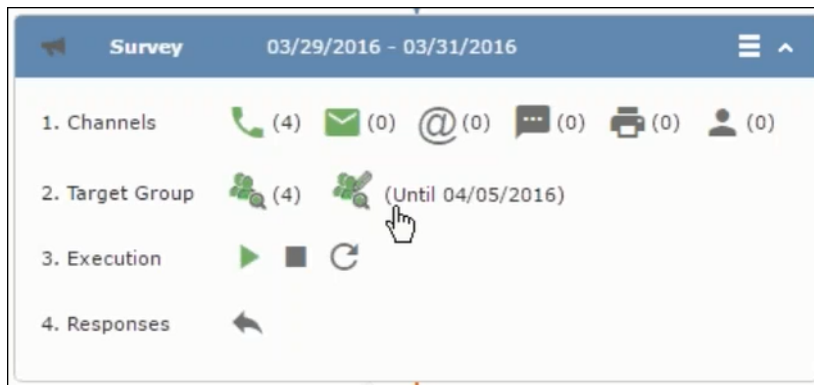 Survey 03/29/2016 - 03/31/2016
1. Channels (4) (0) @ (0) (0) (0) (0)
2. Target Group (4) (Until 04/05/2016)
3. Execution
4. Responses